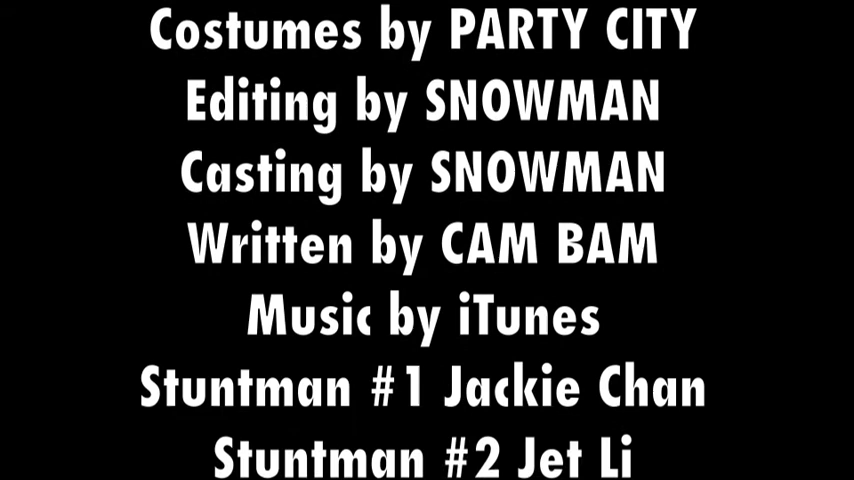 Costumes by PARTY CITY
Editing by SNOWMAN
Casting by SNOWMAN
Written by CAM BAM
Music by iTunes
Stuntman #1 Jackie Chan
Stuntman #2 Jet Li